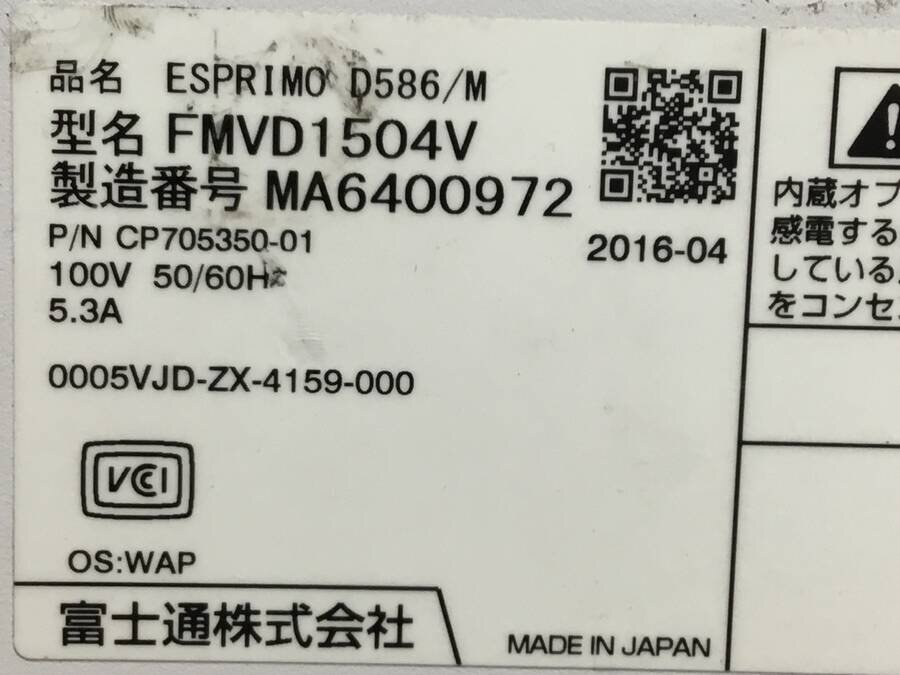 品名 ESPRIMO D586/M
型名 FMVD1504V
製造番号 MA6400972
P/N CP705350-01
2016-04
100V 50/60Hz
5.3A
0005VJD-ZX-4159-000
VCCI
OS:WAP
富士通株式会社
MADE IN JAPAN
内蔵オプ
感電する
している
をコンセ